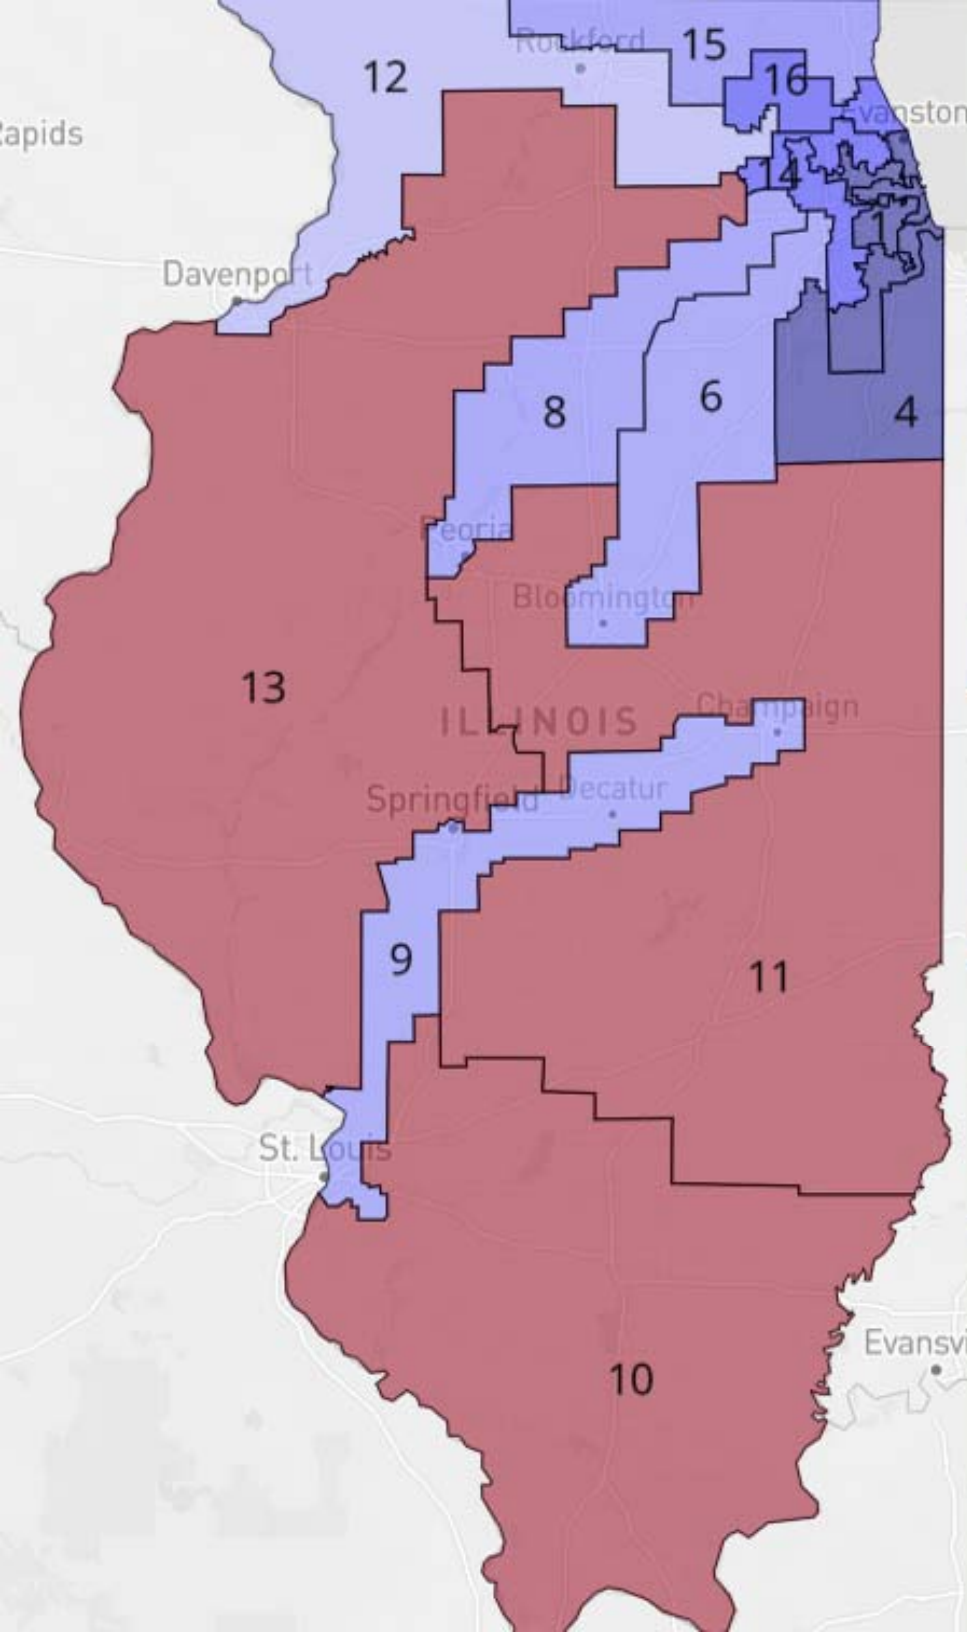 Rockford
15
12
16
Evanston
Rapids
14
1
Davenport
8
6
4
Peoria
Bloomington
13
ILLINOIS
Champaign
Springfield
Decatur
9
11
St. Louis
Evansvi
10